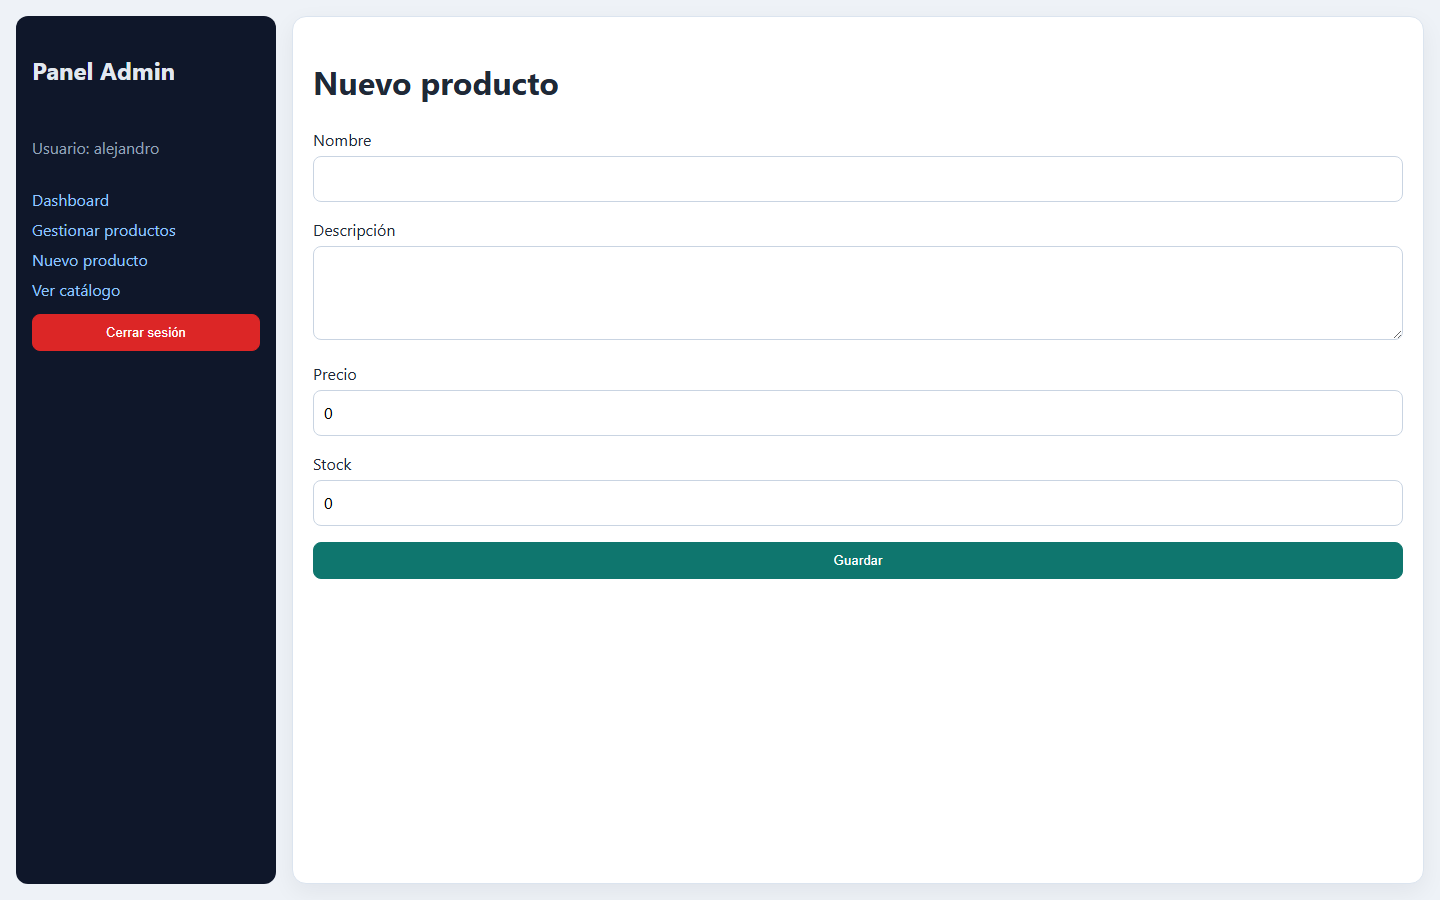 Panel Admin
Usuario: alejandro
Dashboard
Gestionar productos
Nuevo producto
Ver catálogo
Cerrar sesión
Nuevo producto
Nombre
Descripción
Precio
0
Stock
0
Guardar